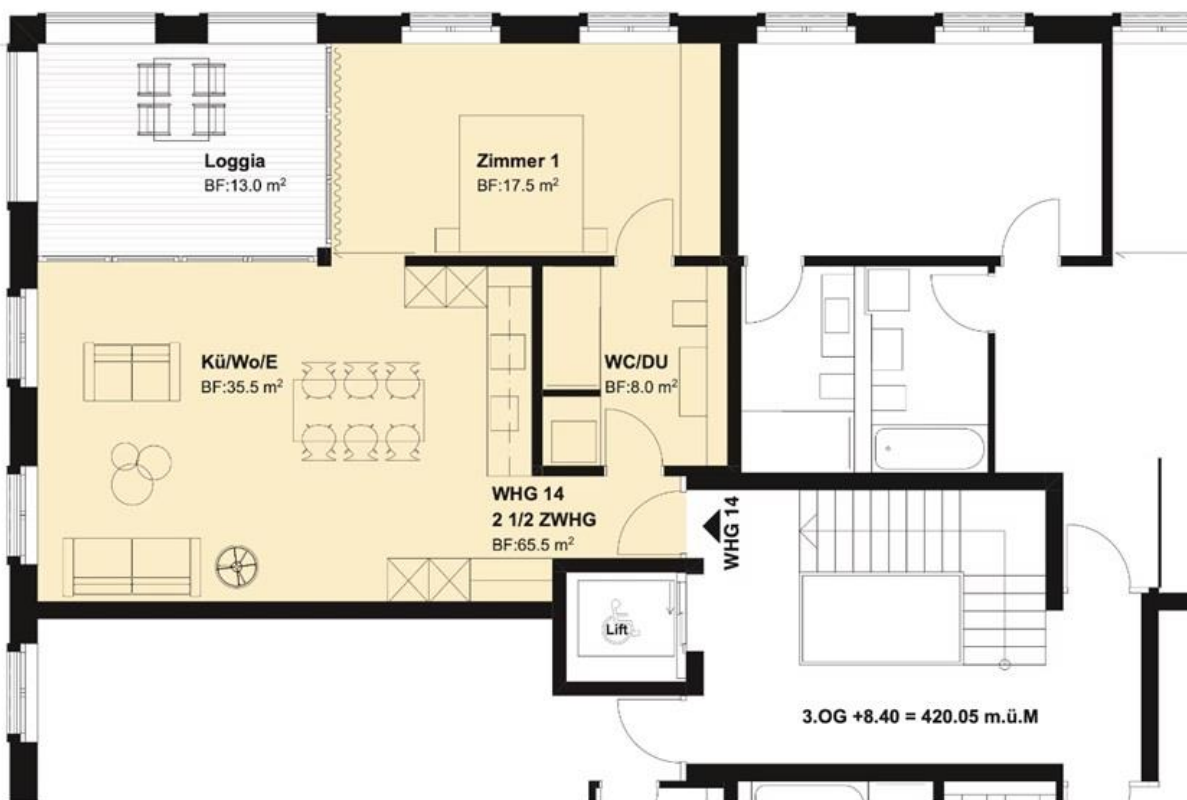 Loggia
BF:13.0 m²
Zimmer 1
BF:17.5 m²
Kü/Wo/E
BF:35.5 m²
WC/DU
BF:8.0 m²
WHG 14
2 1/2 ZWHG
BF:65.5 m²
WHG 14
Lift
3.OG +8.40 = 420.05 m.ü.M